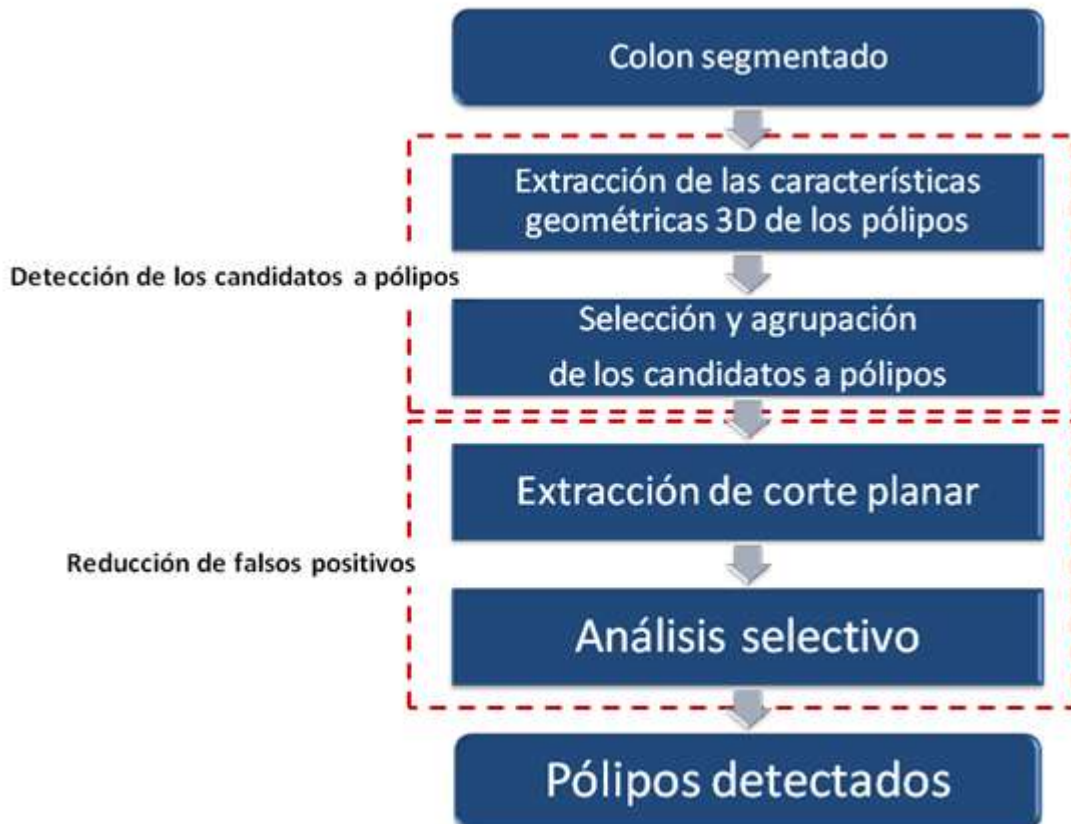 Colon segmentado
Extracción de las características
geométricas 3D de los pólipos
Detección de los candidatos a pólipos
Selección y agrupación
de los candidatos a pólipos
Extracción de corte planar
Reducción de falsos positivos
Análisis selectivo
Pólipos detectados